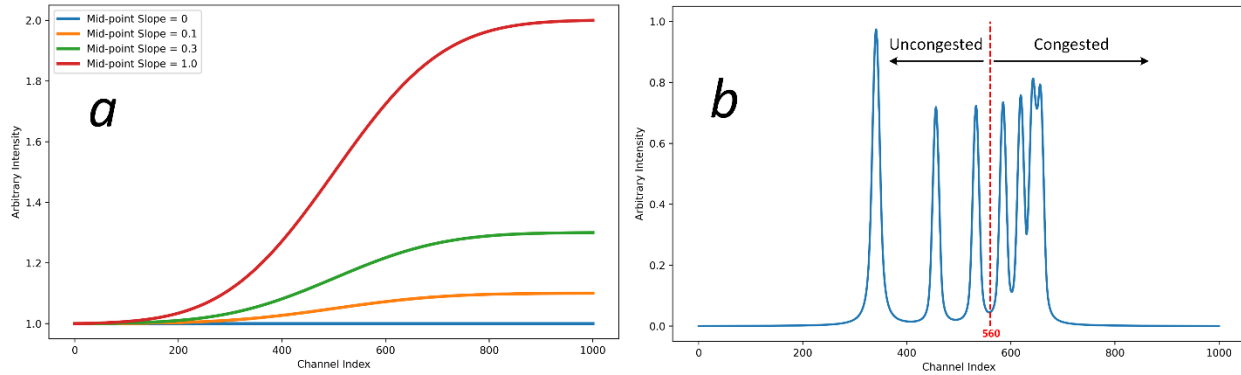 Mid-point Slope = 0
Mid-point Slope = 0.1
Mid-point Slope = 0.3
Mid-point Slope = 1.0
a
2.0
1.8
1.6
1.4
1.2
1.0
Arbitrary Intensity
0 200 400 600 800 1000
Channel Index
b
Uncongested Congested
1.0
0.8
0.6
0.4
0.2
0.0
Arbitrary Intensity
560
0 200 400 600 800 1000
Channel Index